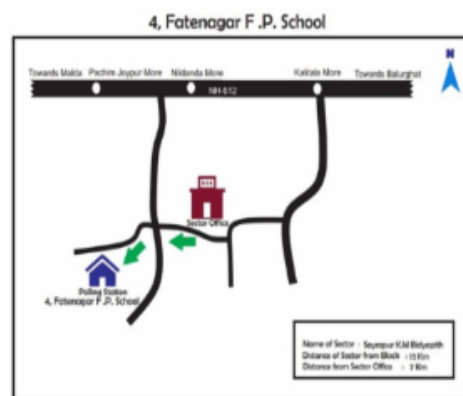 4, Fatenagar F .P. School
N
Towards Malda Pachim Joypur More Nildanda More Kalitala More Towards Balurghat
NH-512
Sector Office
Polling Station
4, Fatenagar F .P. School
Name of Sector : Sayrapur K.M Bidyapith
Distance of Sector from Block : 15 Km
Distance from Sector Office : 7 Km